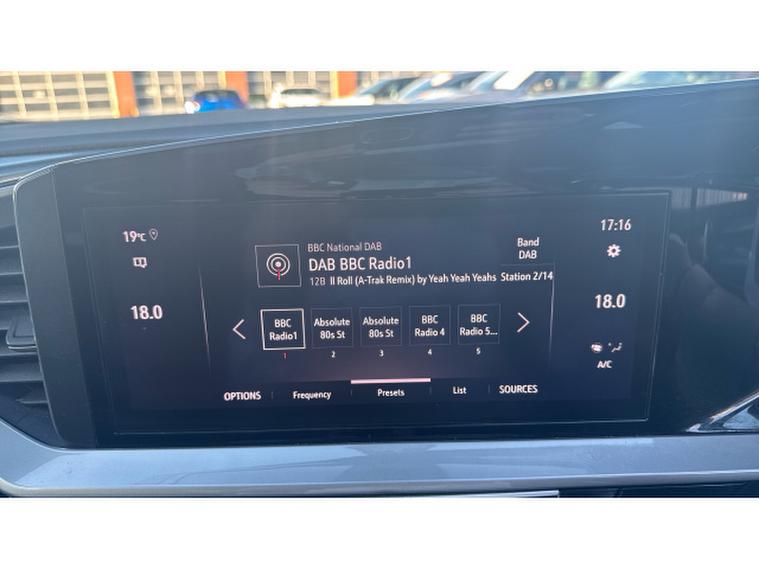 19°C
17:16
BBC National DAB
Band
DAB BBC Radio1
DAB
12B ll Roll (A-Trak Remix) by Yeah Yeah Yeahs Station 2/14
18.0
18.0
BBC Radio1
Absolute 80s St
Absolute 80s St
BBC Radio 4
BBC Radio 5...
1 2 3 4 5
A/C
OPTIONS Frequency Presets List SOURCES